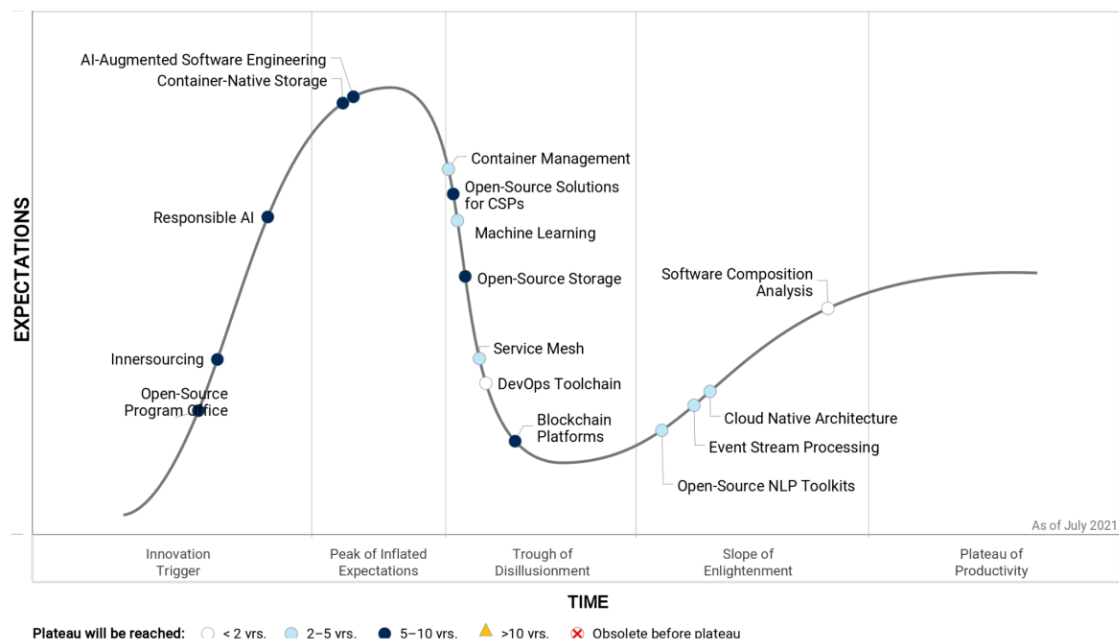 AI-Augmented Software Engineering
Container-Native Storage
Container Management
Open-Source Solutions
for CSPs
Responsible AI
Machine Learning
Open-Source Storage
Software Composition
Analysis
Service Mesh
Innersourcing
DevOps Toolchain
Open-Source
Program Office
Blockchain
Platforms
Cloud Native Architecture
Event Stream Processing
Open-Source NLP Toolkits
EXPECTATIONS
As of July 2021
Innovation
Trigger
Peak of Inflated
Expectations
Trough of
Disillusionment
Slope of
Enlightenment
Plateau of
Productivity
TIME
Plateau will be reached: < 2 yrs. 2–5 yrs. 5–10 yrs. >10 yrs. Obsolete before plateau